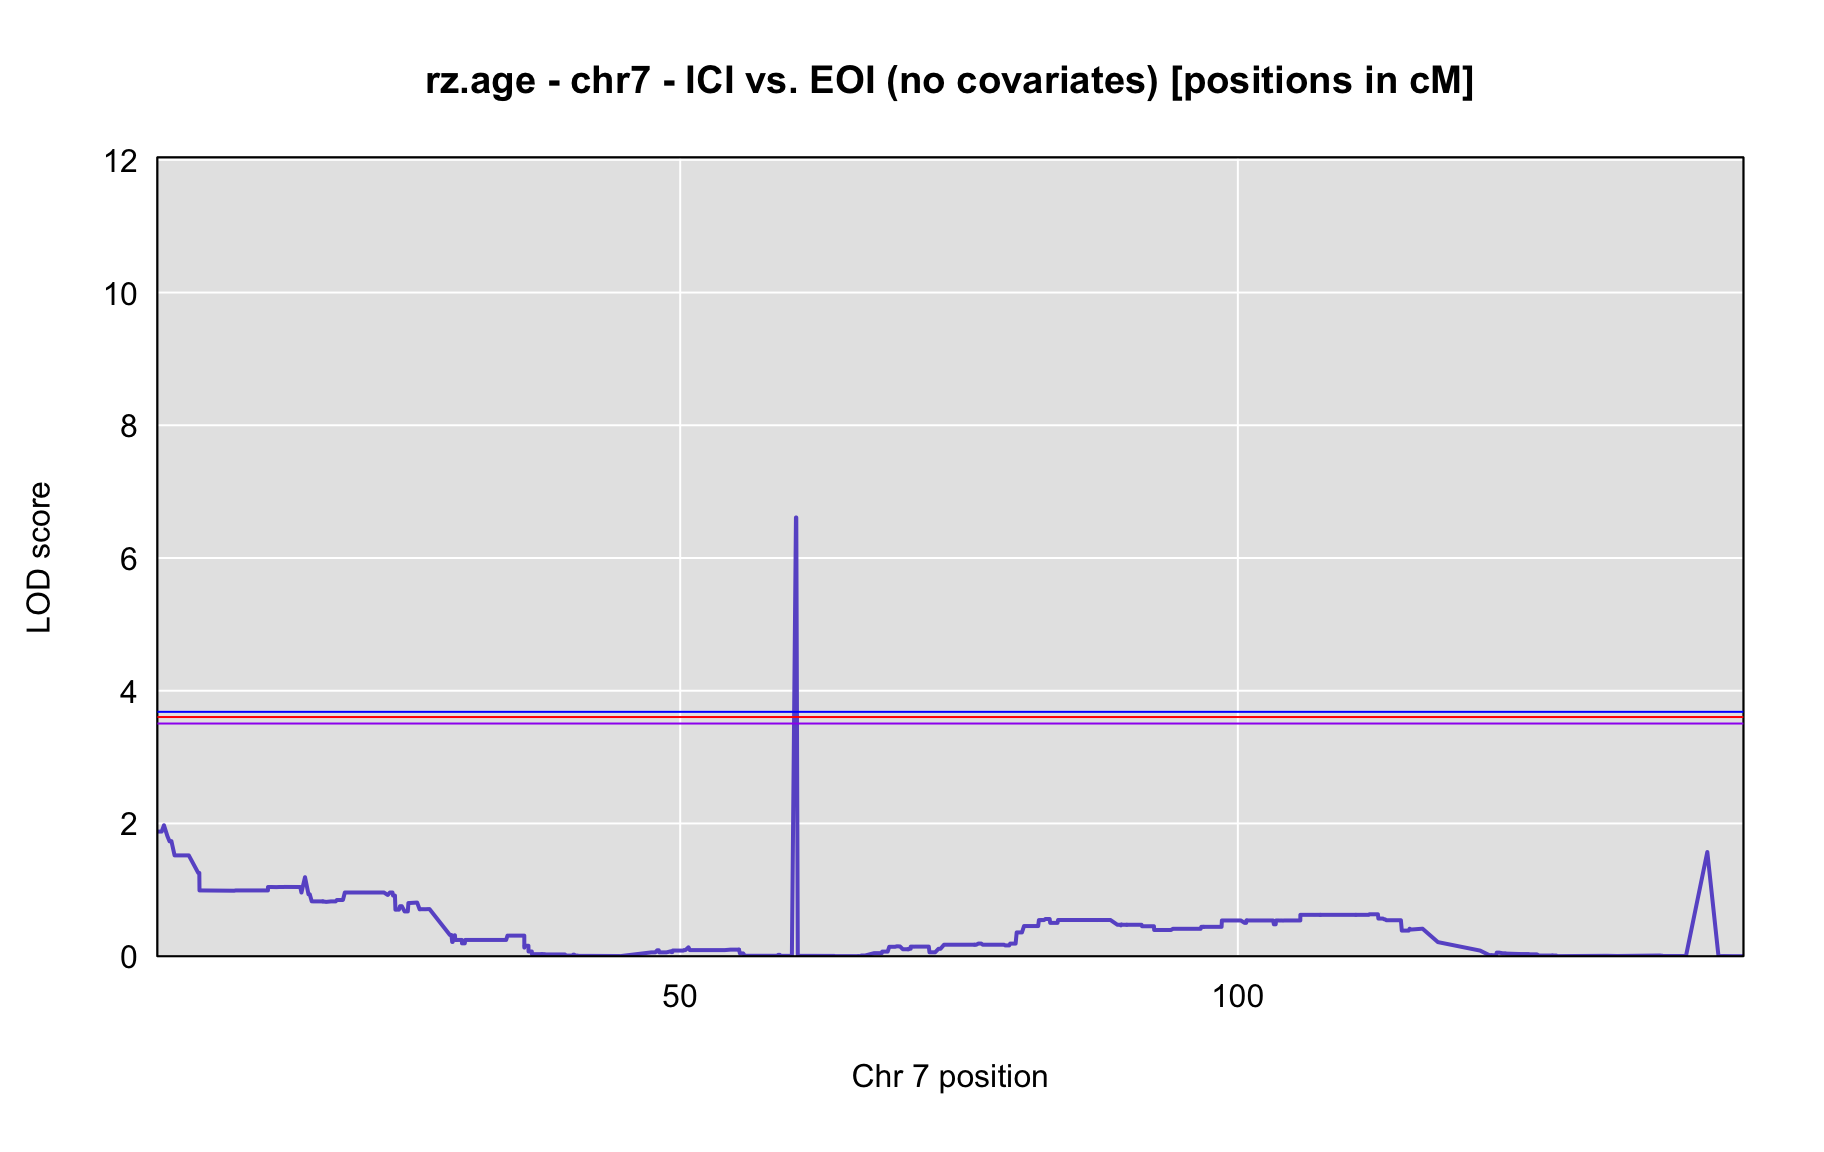 rz.age - chr7 - ICI vs. EOI (no covariates) [positions in cM]
12
10
8
6
4
2
0
LOD score
50 100
Chr 7 position